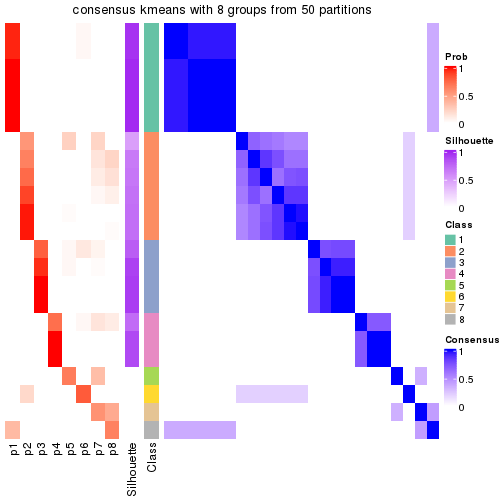 consensus kmeans with 8 groups from 50 partitions
Prob
1
0.5
0
Silhouette
1
0.5
0
Class
1
2
3
4
5
6
7
8
Consensus
1
0.5
0
p1 p2 p3 p4 p5 p6 p7 p8 Silhouette Class